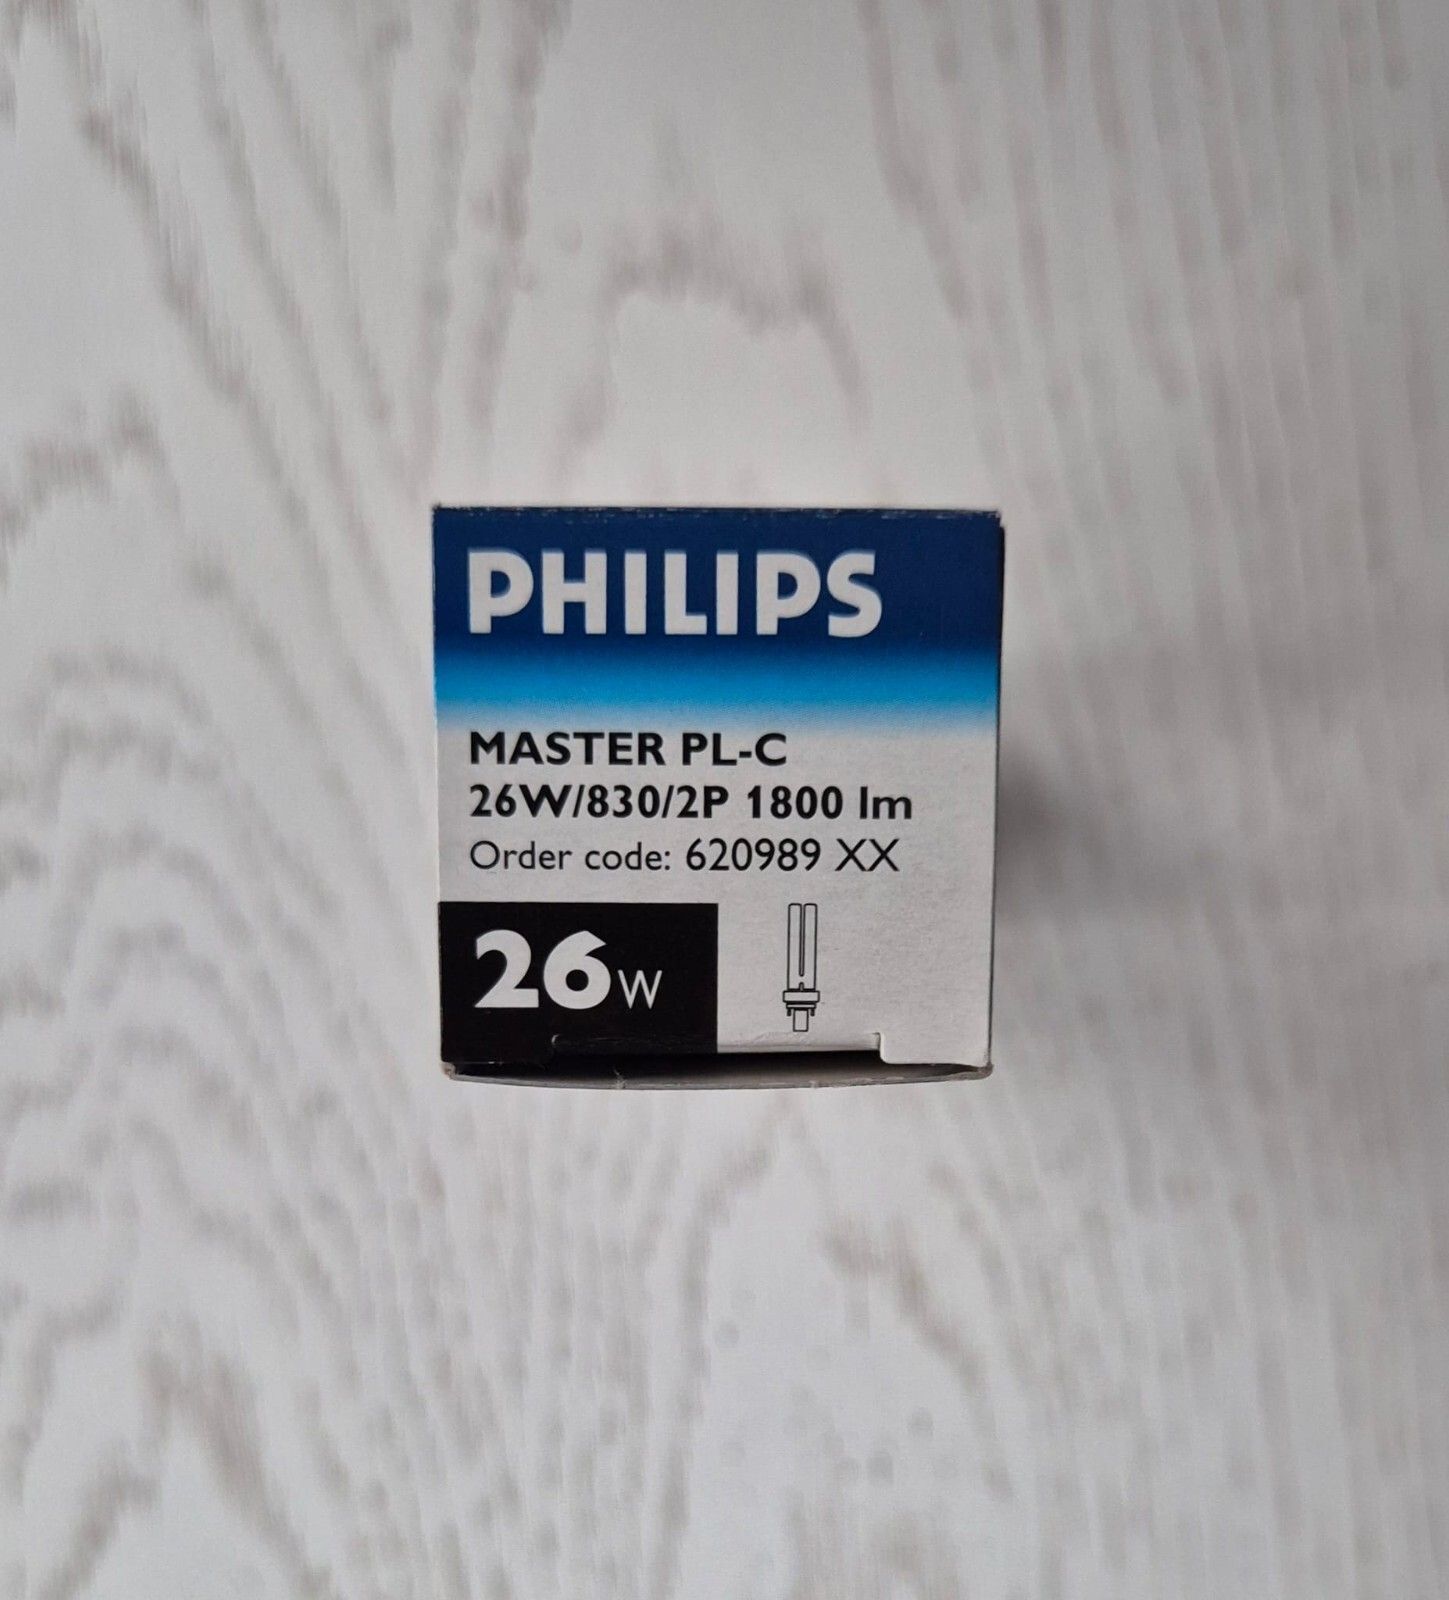 PHILIPS
MASTER PL-C
26W/830/2P 1800 lm
Order code: 620989 XX
26W